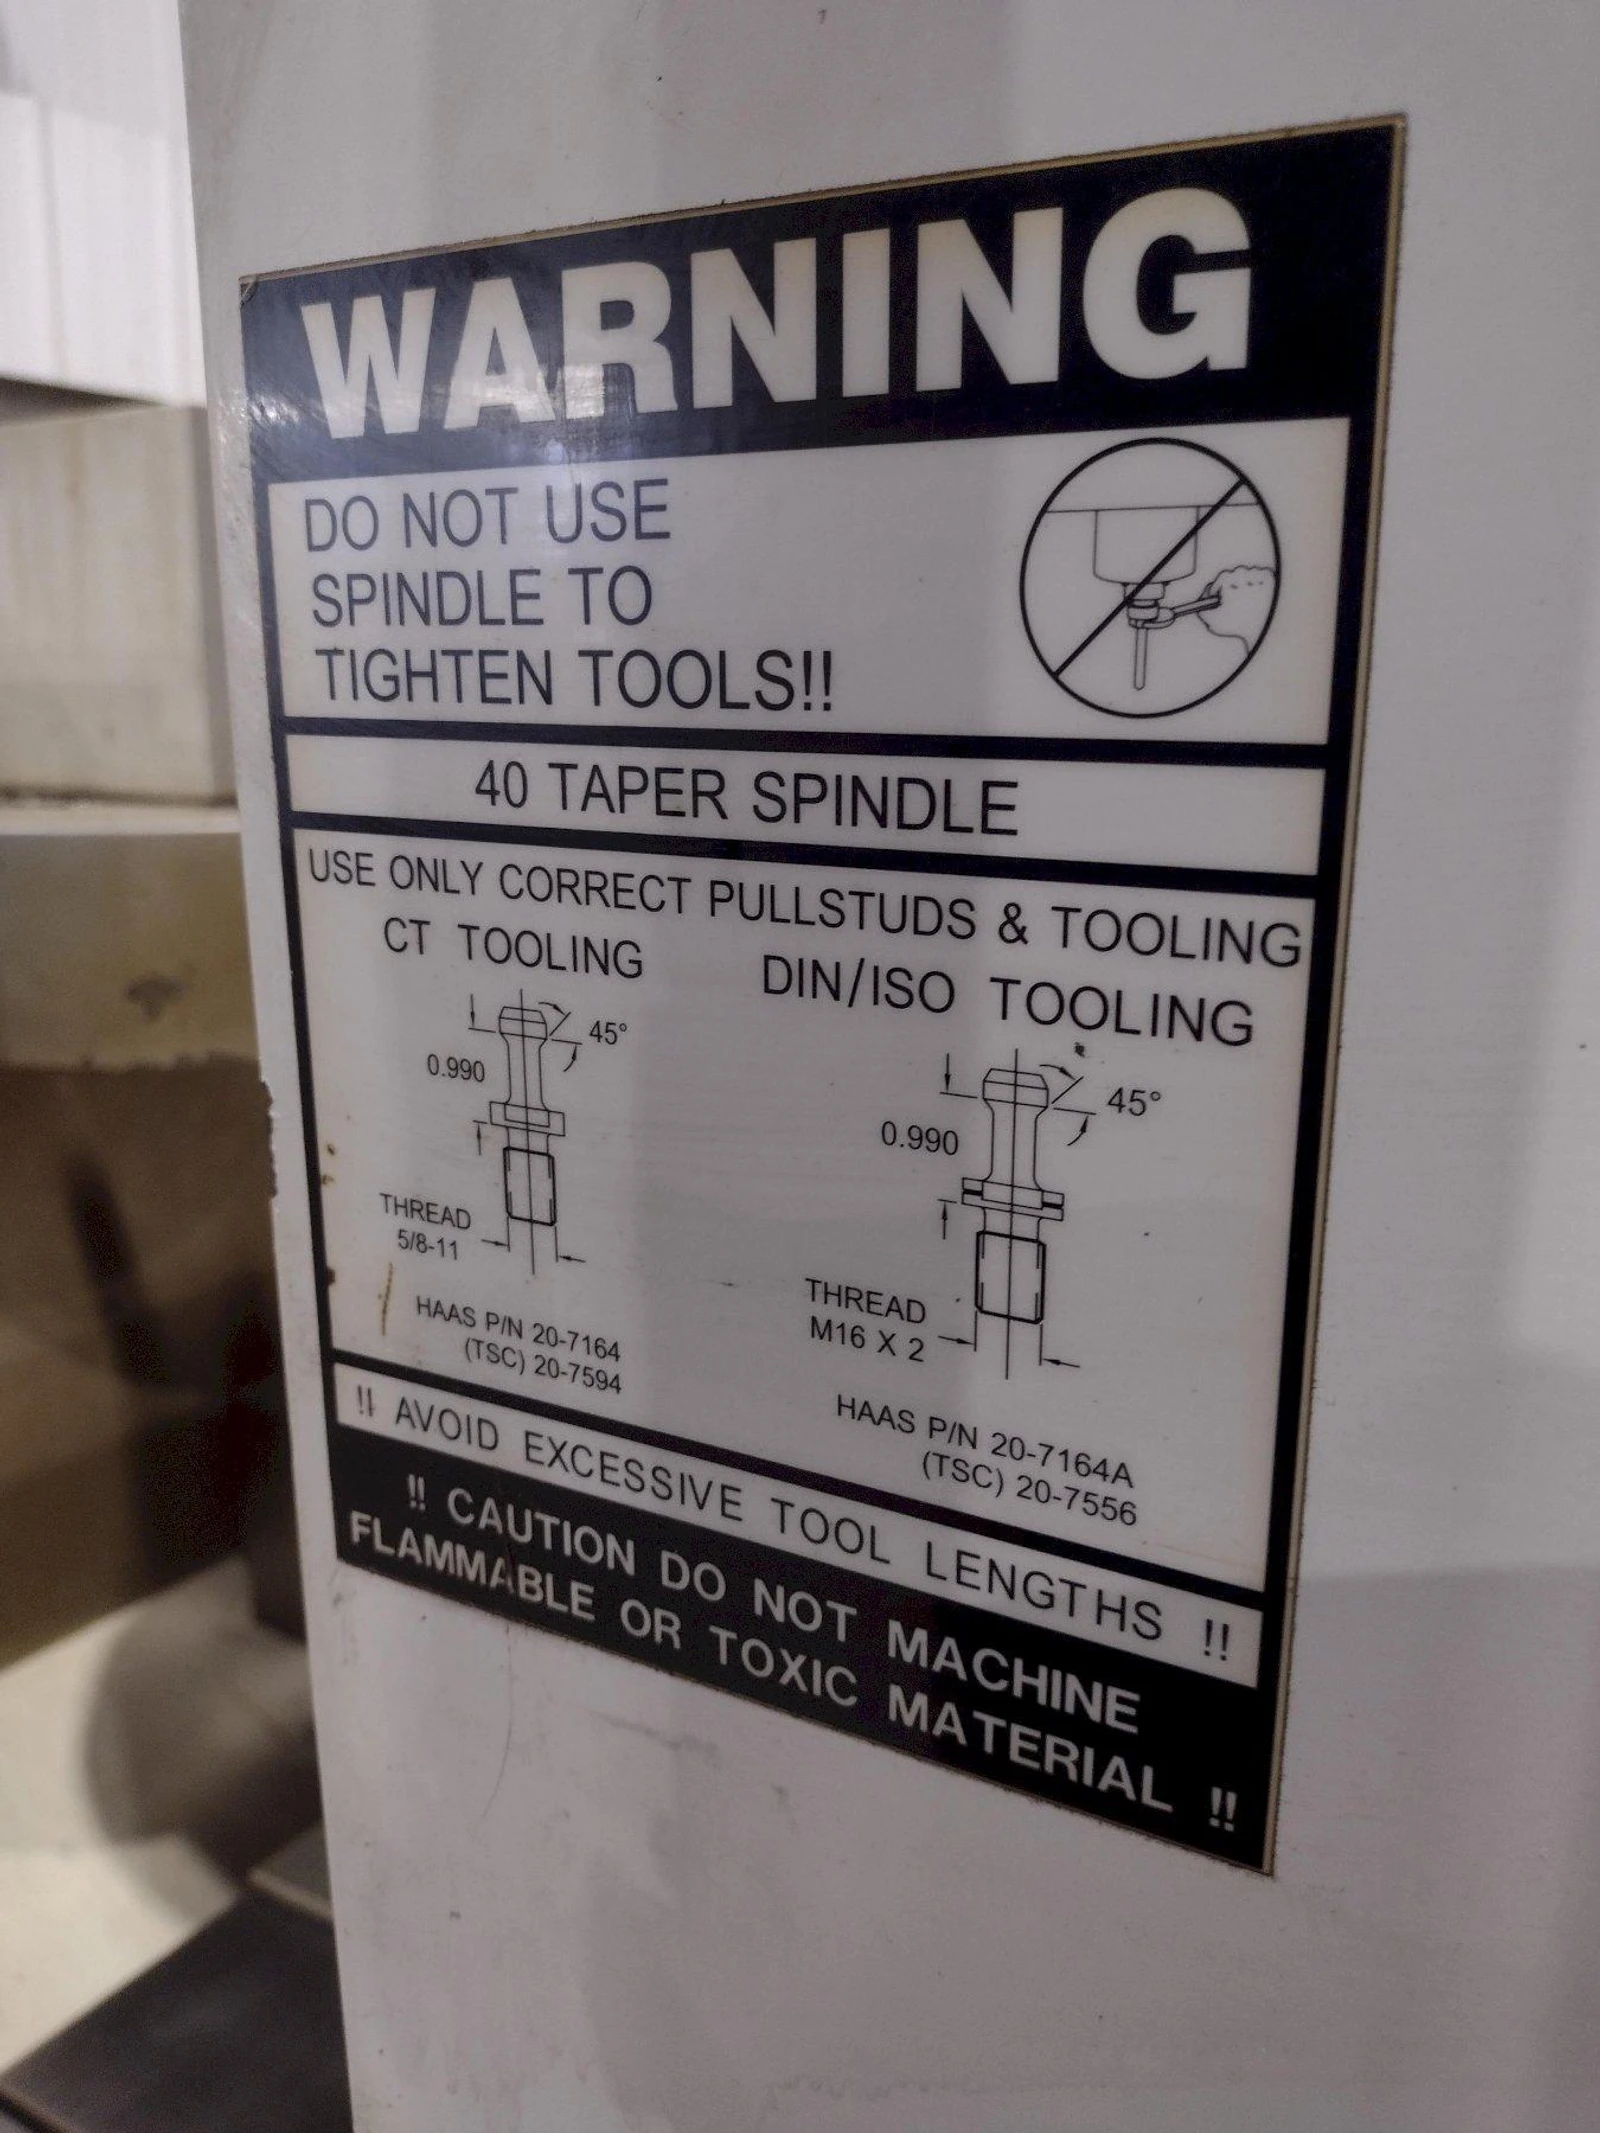 WARNING
DO NOT USE
SPINDLE TO
TIGHTEN TOOLS!!
40 TAPER SPINDLE
USE ONLY CORRECT PULLSTUDS & TOOLING
CT TOOLING
45°
0.990
THREAD
5/8-11
HAAS P/N 20-7164
(TSC) 20-7594
DIN/ISO TOOLING
45°
0.990
THREAD
M16 X 2
HAAS P/N 20-7164A
(TSC) 20-7556
!! AVOID EXCESSIVE TOOL LENGTHS !!
!! CAUTION DO NOT MACHINE
FLAMMABLE OR TOXIC MATERIAL !!